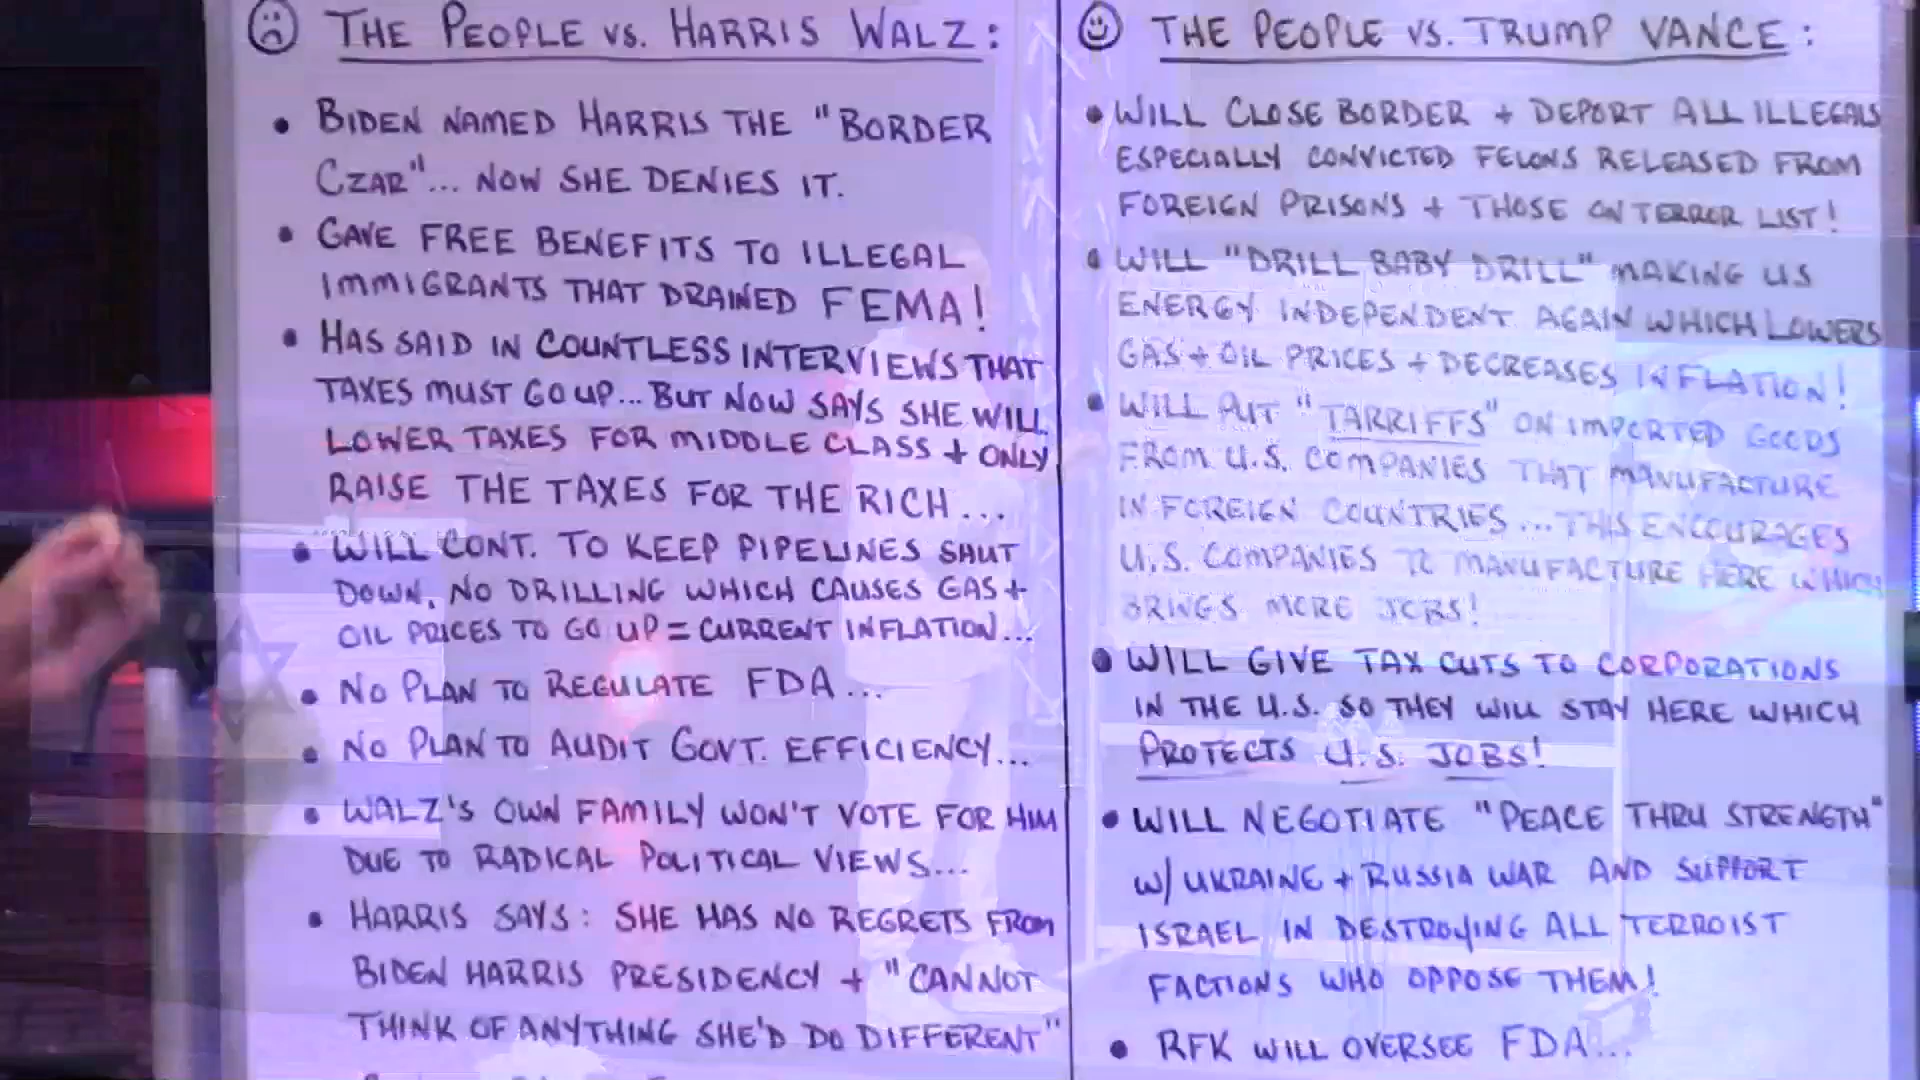 THE PEOPLE VS. HARRIS WALZ:
• BIDEN NAMED HARRIS THE "BORDER
CZAR"... NOW SHE DENIES IT.
• GAVE FREE BENEFITS TO ILLEGAL
IMMIGRANTS THAT DRAINED FEMA!
• HAS SAID IN COUNTLESS INTERVIEWS THAT
TAXES MUST GO UP... BUT NOW SAYS SHE WILL
LOWER TAXES FOR MIDDLE CLASS + ONLY
RAISE THE TAXES FOR THE RICH...
• WILL CONT. TO KEEP PIPELINES SHUT
DOWN, NO DRILLING WHICH CAUSES GAS +
OIL PRICES TO GO UP = CURRENT INFLATION...
• NO PLAN TO REGULATE FDA...
• NO PLAN TO AUDIT GOVT. EFFICIENCY...
• WALZ'S OWN FAMILY WON'T VOTE FOR HIM
DUE TO RADICAL POLITICAL VIEWS...
• HARRIS SAYS: SHE HAS NO REGRETS FROM
BIDEN HARRIS PRESIDENCY + "CANNOT
THINK OF ANYTHING SHE'D DO DIFFERENT"
THE PEOPLE VS. TRUMP VANCE:
• WILL CLOSE BORDER + DEPORT ALL ILLEGALS
ESPECIALLY CONVICTED FELONS RELEASED FROM
FOREIGN PRISONS + THOSE ON TERROR LIST!
• WILL "DRILL BABY DRILL" MAKING US
ENERGY INDEPENDENT AGAIN WHICH LOWERS
GAS + OIL PRICES + DECREASES INFLATION!
• WILL PUT "TARRIFFS" ON IMPORTED GOODS
FROM U.S. COMPANIES THAT MANUFACTURE
IN FOREIGN COUNTRIES... THIS ENCOURAGES
U.S. COMPANIES TO MANUFACTURE HERE WHICH
BRINGS MORE JOBS!
• WILL GIVE TAX CUTS TO CORPORATIONS
IN THE U.S. SO THEY WILL STAY HERE WHICH
PROTECTS U.S. JOBS!
• WILL NEGOTIATE "PEACE THRU STRENGTH"
W/ UKRAINE + RUSSIA WAR AND SUPPORT
ISRAEL IN DESTROYING ALL TERROIST
FACTIONS WHO OPPOSE THEM!
• RFK WILL OVERSEE FDA...